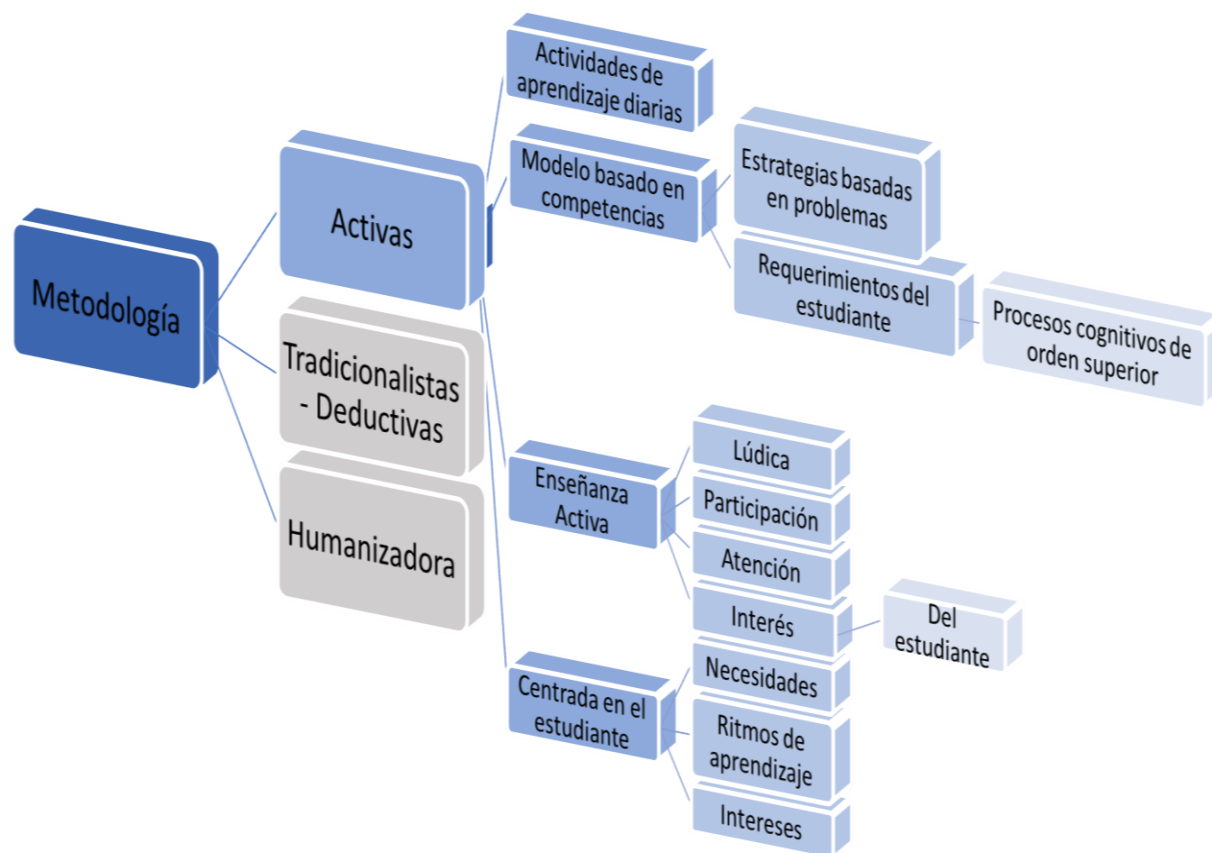 Metodología
Activas
Tradicionalistas
- Deductivas
Humanizadora
Actividades de
aprendizaje diarias
Modelo basado en
competencias
Estrategias basadas
en problemas
Requerimientos del
estudiante
Procesos cognitivos de
orden superior
Enseñanza
Activa
Lúdica
Participación
Atención
Interés
Del
estudiante
Centrada en el
estudiante
Necesidades
Ritmos de
aprendizaje
Intereses